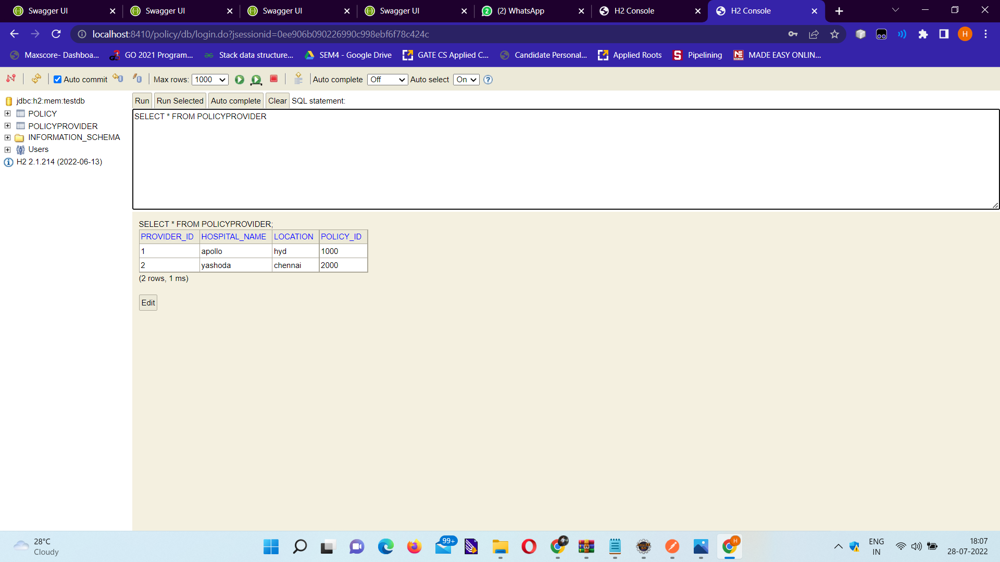 Swagger UI Swagger UI Swagger UI Swagger UI (2) WhatsApp H2 Console H2 Console
localhost:8410/policy/db/login.do?jsessionid=0ee906b090226990c998ebf6f78c424c H
Maxscore- Dashboa... GO 2021 Program... Stack data structure... SEM4 - Google Drive GATE CS Applied C... Candidate Personal... Applied Roots Pipelining MADE EASY ONLIN...
Auto commit Max rows: 1000 Auto complete Off Auto select On
jdbc:h2:mem:testdb
POLICY
POLICYPROVIDER
INFORMATION_SCHEMA
Users
H2 2.1.214 (2022-06-13)
Run Run Selected Auto complete Clear SQL statement:
SELECT * FROM POLICYPROVIDER
SELECT * FROM POLICYPROVIDER;
PROVIDER_ID HOSPITAL_NAME LOCATION POLICY_ID
1 apollo hyd 1000
2 yashoda chennai 2000
(2 rows, 1 ms)
Edit
28°C
Cloudy
99+
ENG
IN
18:07
28-07-2022